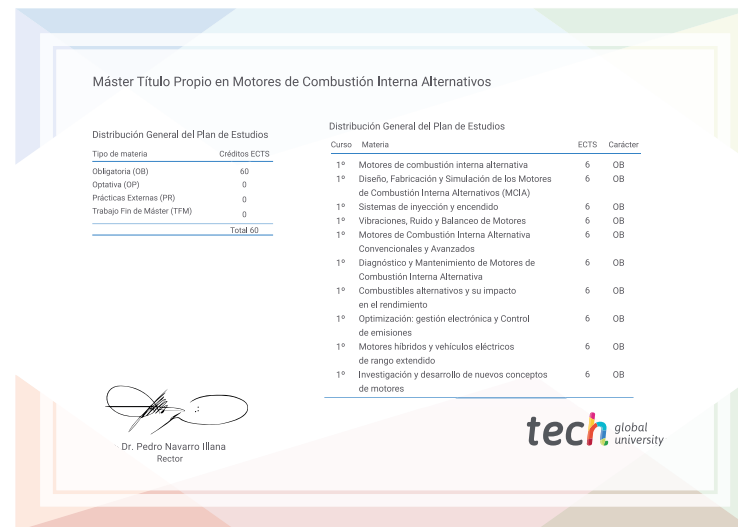 Máster Título Propio en Motores de Combustión Interna Alternativos
Distribución General del Plan de Estudios
Tipo de materia Créditos ECTS
Obligatoria (OB) 60
Optativa (OP) 0
Prácticas Externas (PR) 0
Trabajo Fin de Máster (TFM) 0
Total 60
Distribución General del Plan de Estudios
Curso Materia ECTS Carácter
1º Motores de combustión interna alternativa 6 OB
1º Diseño, Fabricación y Simulación de los Motores 6 OB
de Combustión Interna Alternativos (MCIA)
1º Sistemas de inyección y encendido 6 OB
1º Vibraciones, Ruido y Balanceo de Motores 6 OB
1º Motores de Combustión Interna Alternativa 6 OB
Convencionales y Avanzados
1º Diagnóstico y Mantenimiento de Motores de 6 OB
Combustión Interna Alternativa
1º Combustibles alternativos y su impacto 6 OB
en el rendimiento
1º Optimización: gestión electrónica y Control 6 OB
de emisiones
1º Motores híbridos y vehículos eléctricos 6 OB
de rango extendido
1º Investigación y desarrollo de nuevos conceptos 6 OB
de motores
Dr. Pedro Navarro Illana
Rector
tech global
university